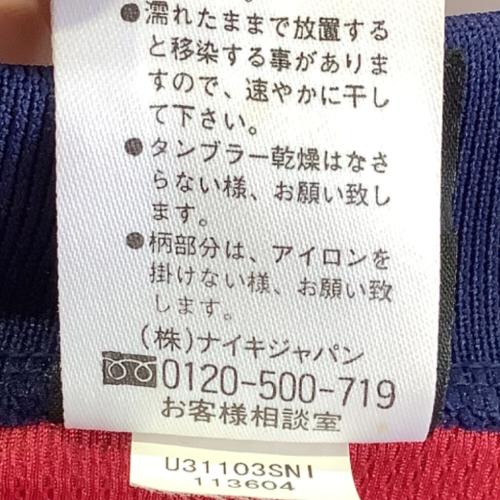 ●濡れたままで放置する
と移染する事がありま
すので、速やかに干し
て下さい。
●タンブラー乾燥はなさ
らない様、お願い致し
ます。
●柄部分は、アイロンを
掛けない様、お願い致
します。
(株)ナイキジャパン
0120-500-719
お客様相談室
U31103SNI
113604